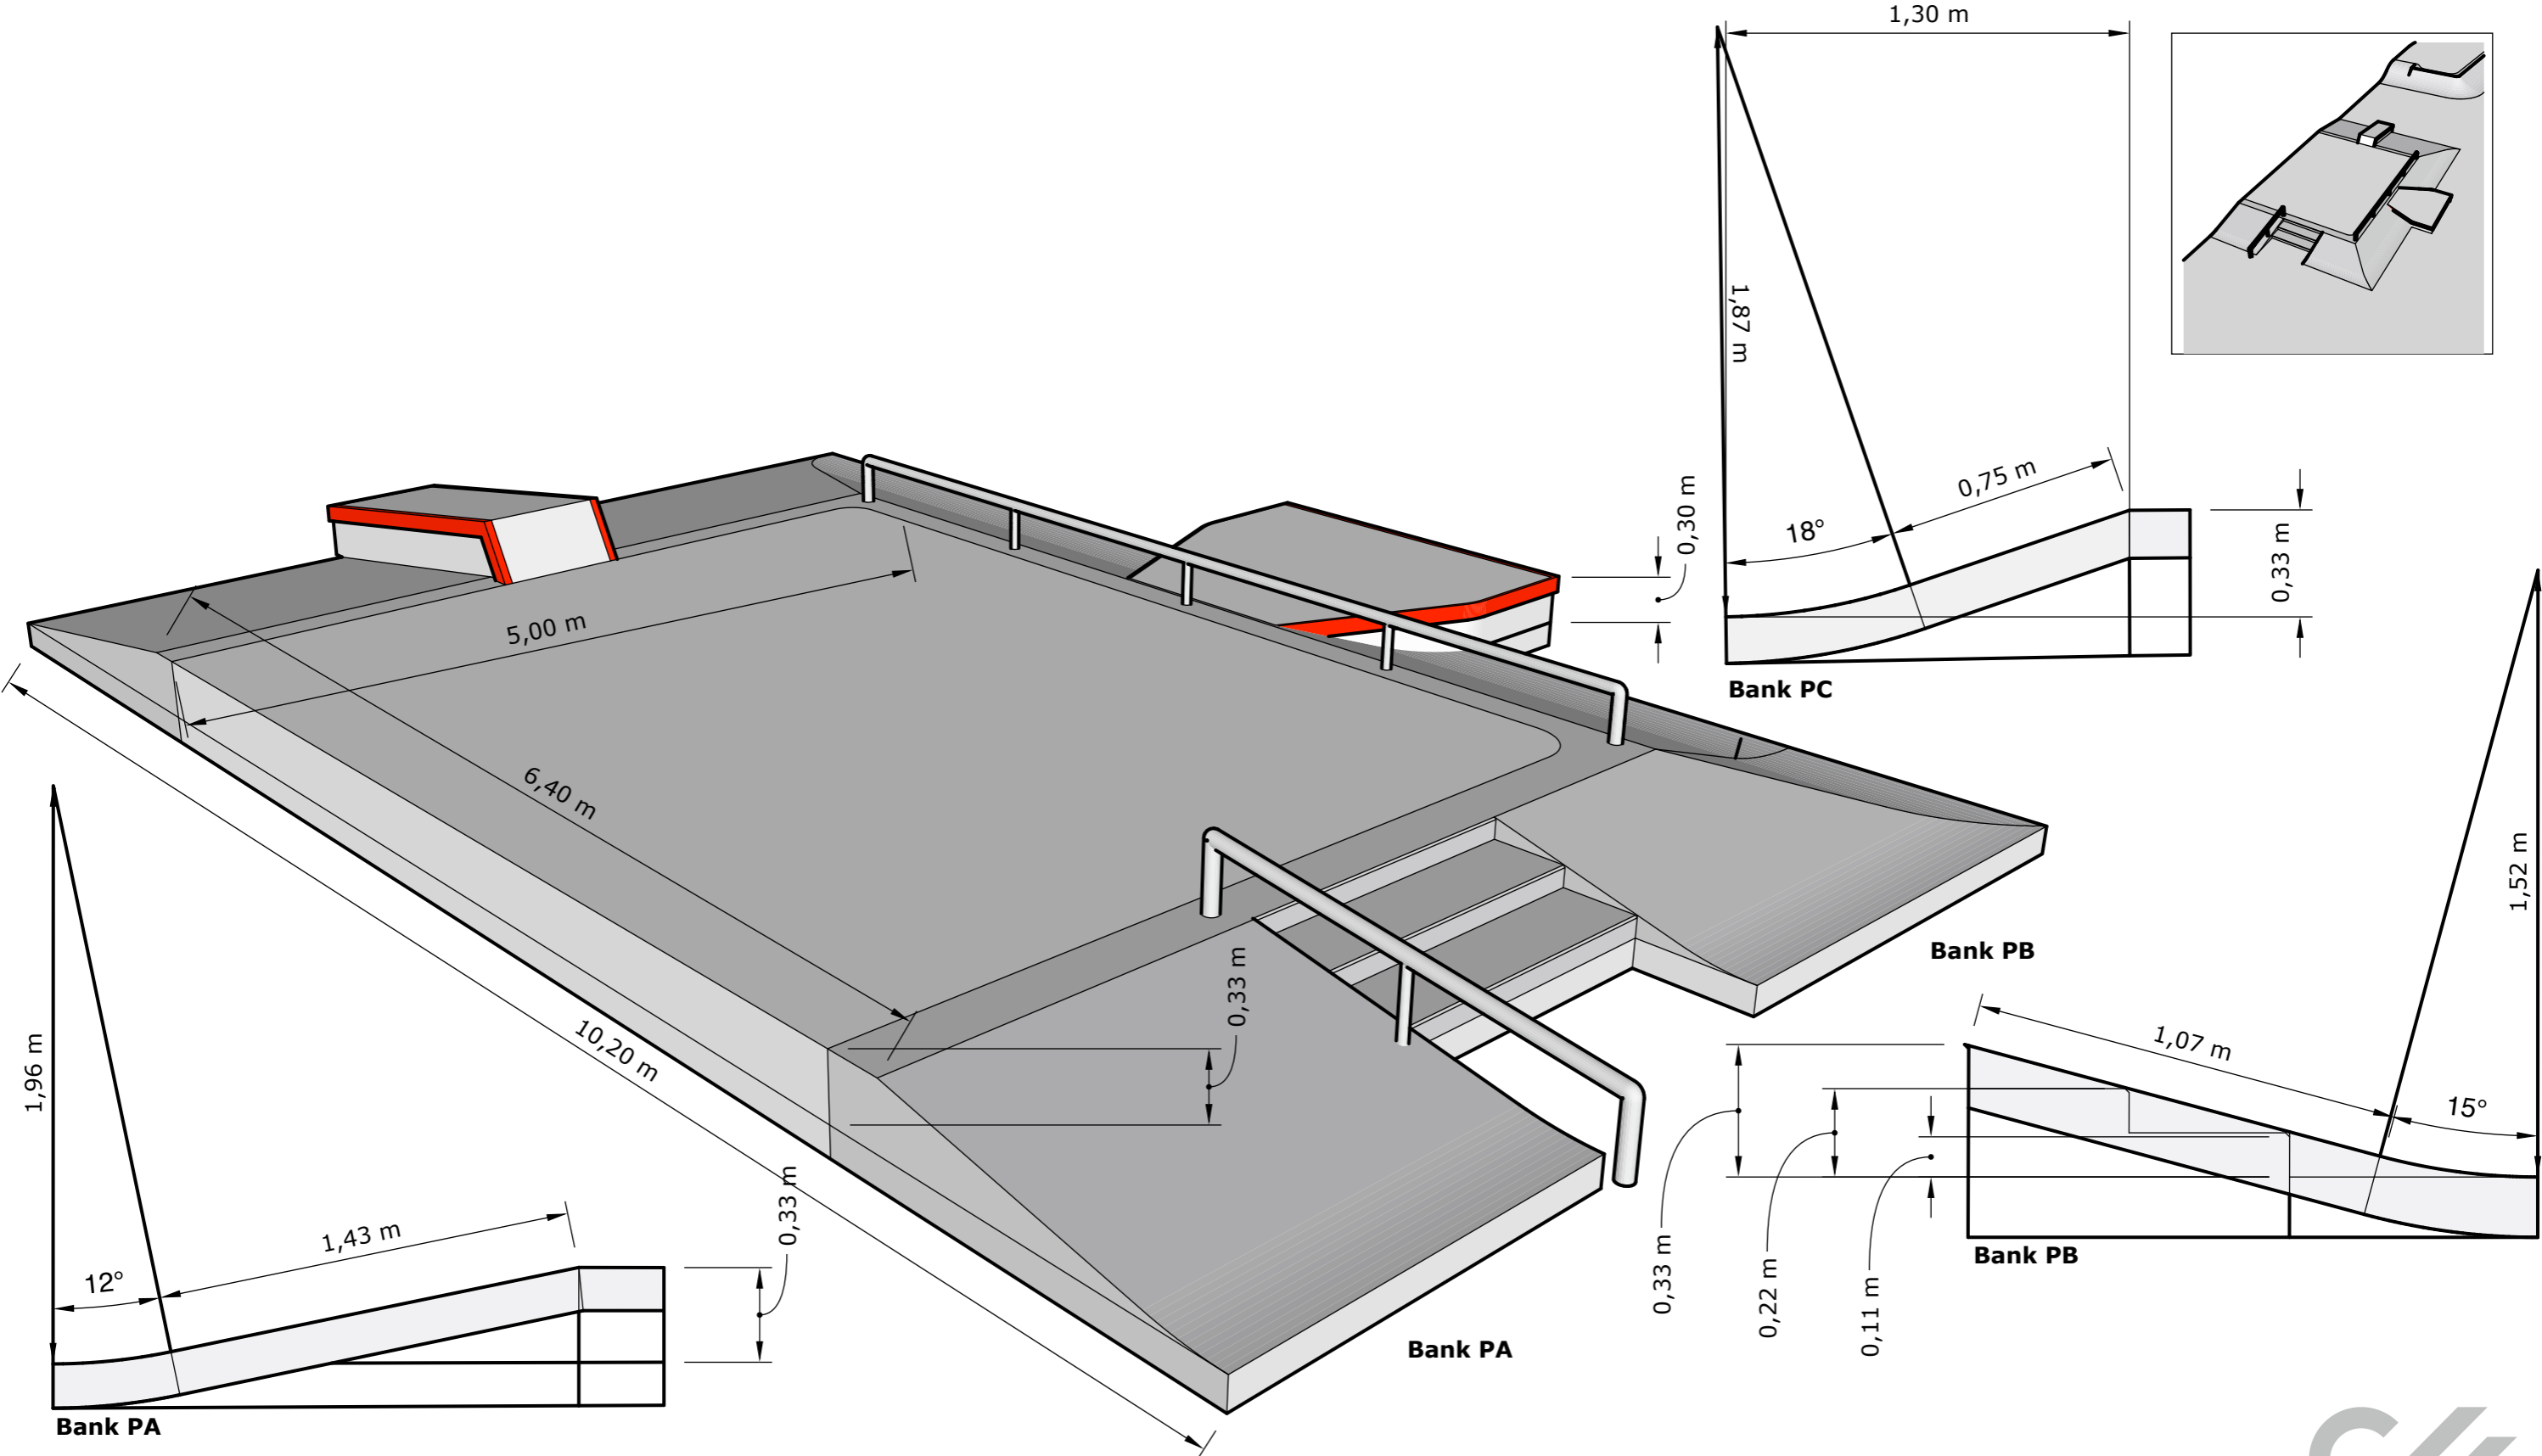 1,30 m
1,87 m
18°
0,75 m
0,33 m
Bank PC
0,30 m
5,00 m
6,40 m
10,20 m
0,33 m
1,96 m
12°
1,43 m
0,33 m
Bank PA
Bank PA
Bank PB
1,52 m
1,07 m
15°
0,33 m
0,22 m
0,11 m
Bank PB